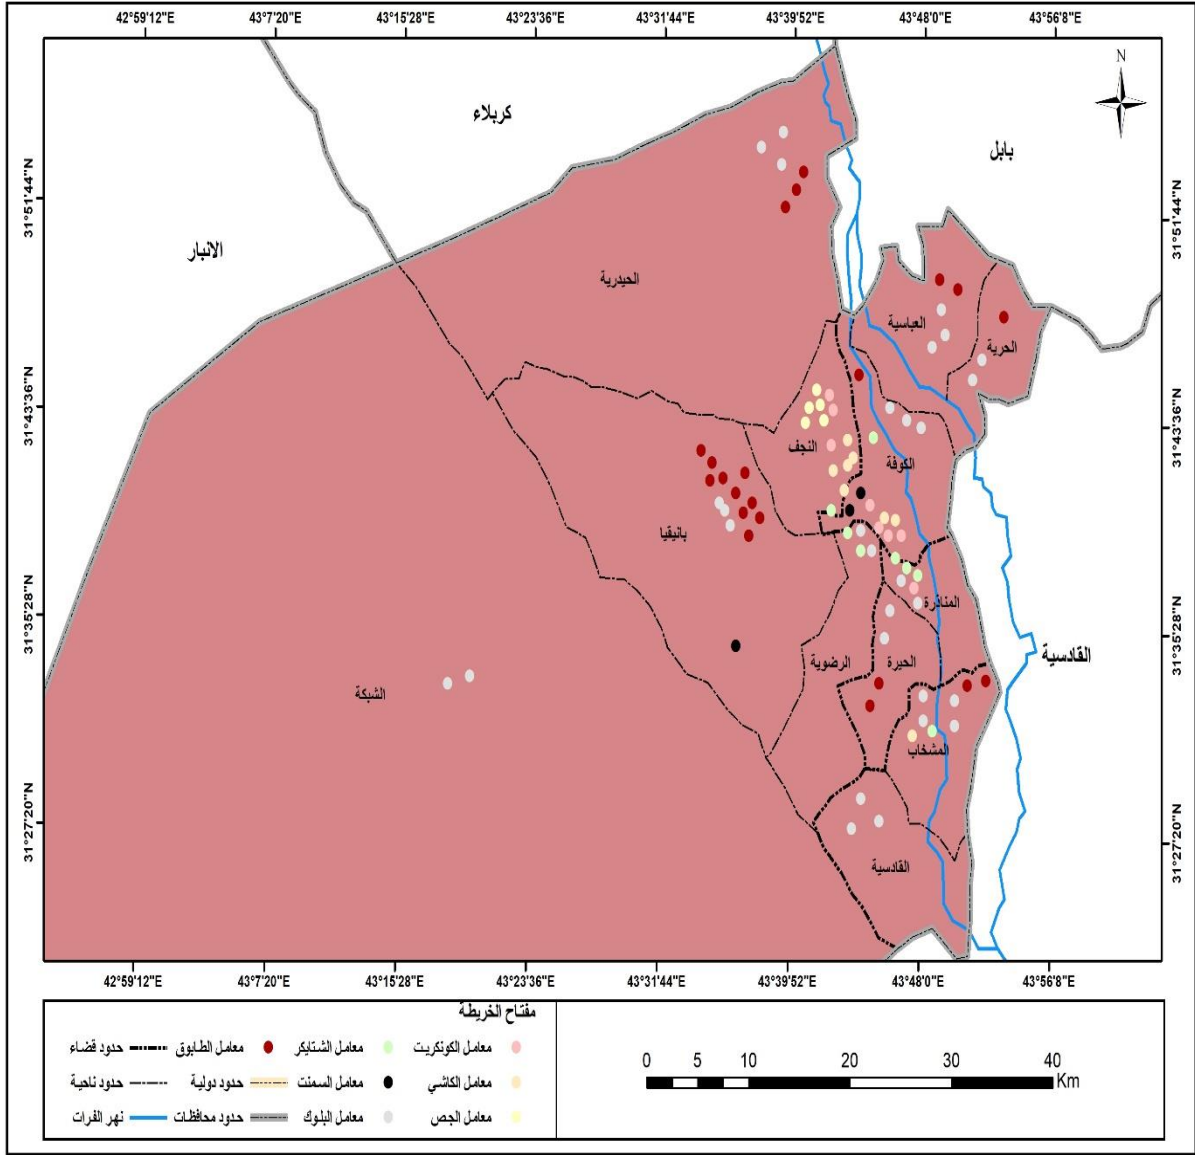 42°59'12"E 43°7'20"E 43°15'28"E 43°23'36"E 43°31'44"E 43°39'52"E 43°48'0"E 43°56'8"E
N
كربلاء
بابل
31°51'44"N
31°51'44"N
الانبار
الحيدرية
العباسية
الحرية
31°43'36"N
31°43'36"N
النجف
الكوفة
بانيقيا
المناذرة
31°35'28"N
31°35'28"N
القادسية
الحيرة
الرضوية
الشبكة
المشخاب
31°27'20"N
31°27'20"N
القادسية
42°59'12"E 43°7'20"E 43°15'28"E 43°23'36"E 43°31'44"E 43°39'52"E 43°48'0"E 43°56'8"E
مفتاح الخريطة
معامل الكونكريت معامل الشتايكر معامل الطابوق حدود قضاء
معامل الكاشي معامل السمنت حدود دولية حدود ناحية
معامل الجص معامل البلوك حدود محافظات نهر الفرات
0 5 10 20 30 40
Km